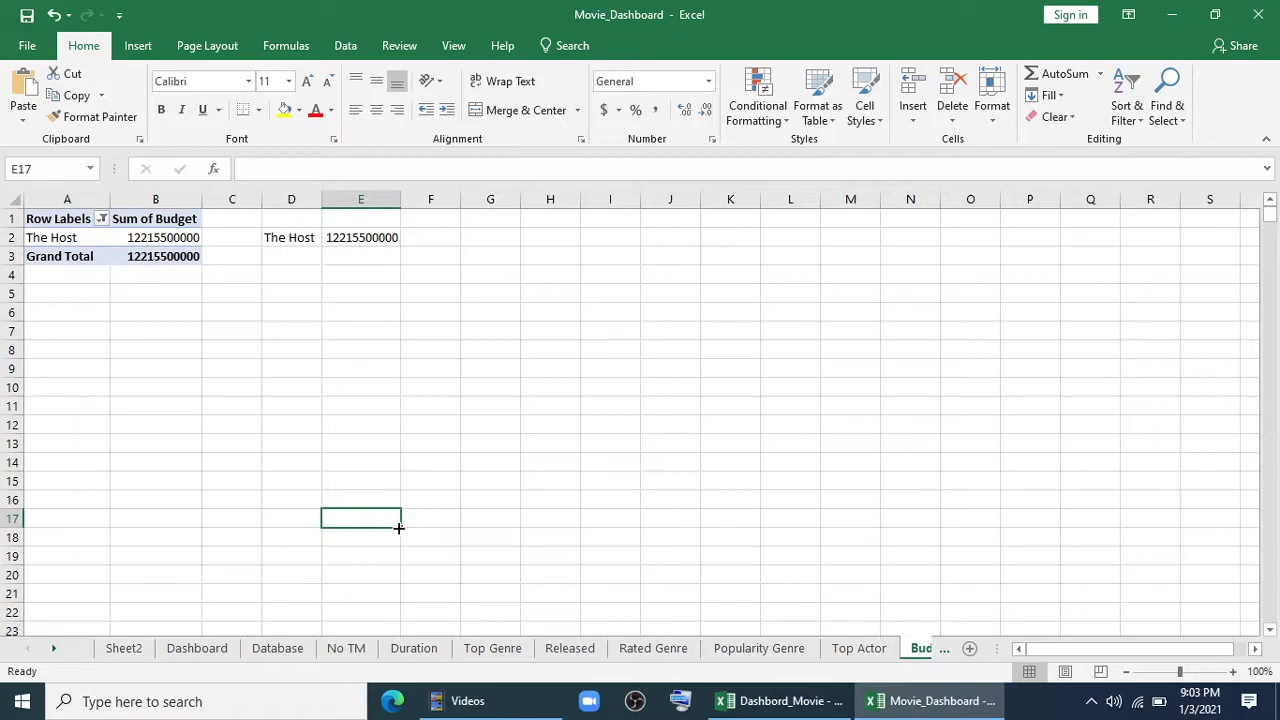 Movie_Dashboard - Excel
Sign in
File Home Insert Page Layout Formulas Data Review View Help Search Share
Paste Cut Copy Format Painter Clipboard
Calibri 11 B I U A A A Font
ab Wrap Text Merge & Center Alignment
General $ % , .00 Number
Conditional Formatting Format as Table Cell Styles Styles
Insert Delete Format Cells
AutoSum Fill Clear Sort & Filter Find & Select Editing
E17 fx
A B C D E F G H I J K L M N O P Q R S
1 Row Labels Sum of Budget
2 The Host 12215500000 The Host 12215500000
3 Grand Total 12215500000
4
5
6
7
8
9
10
11
12
13
14
15
16
17
18
19
20
21
22
23
Sheet2 Dashboard Database No TM Duration Top Genre Released Rated Genre Popularity Genre Top Actor Bud ...
Ready 100%
Type here to search Videos Dashbord_Movie - ... Movie_Dashboard -... 9:03 PM
1/3/2021